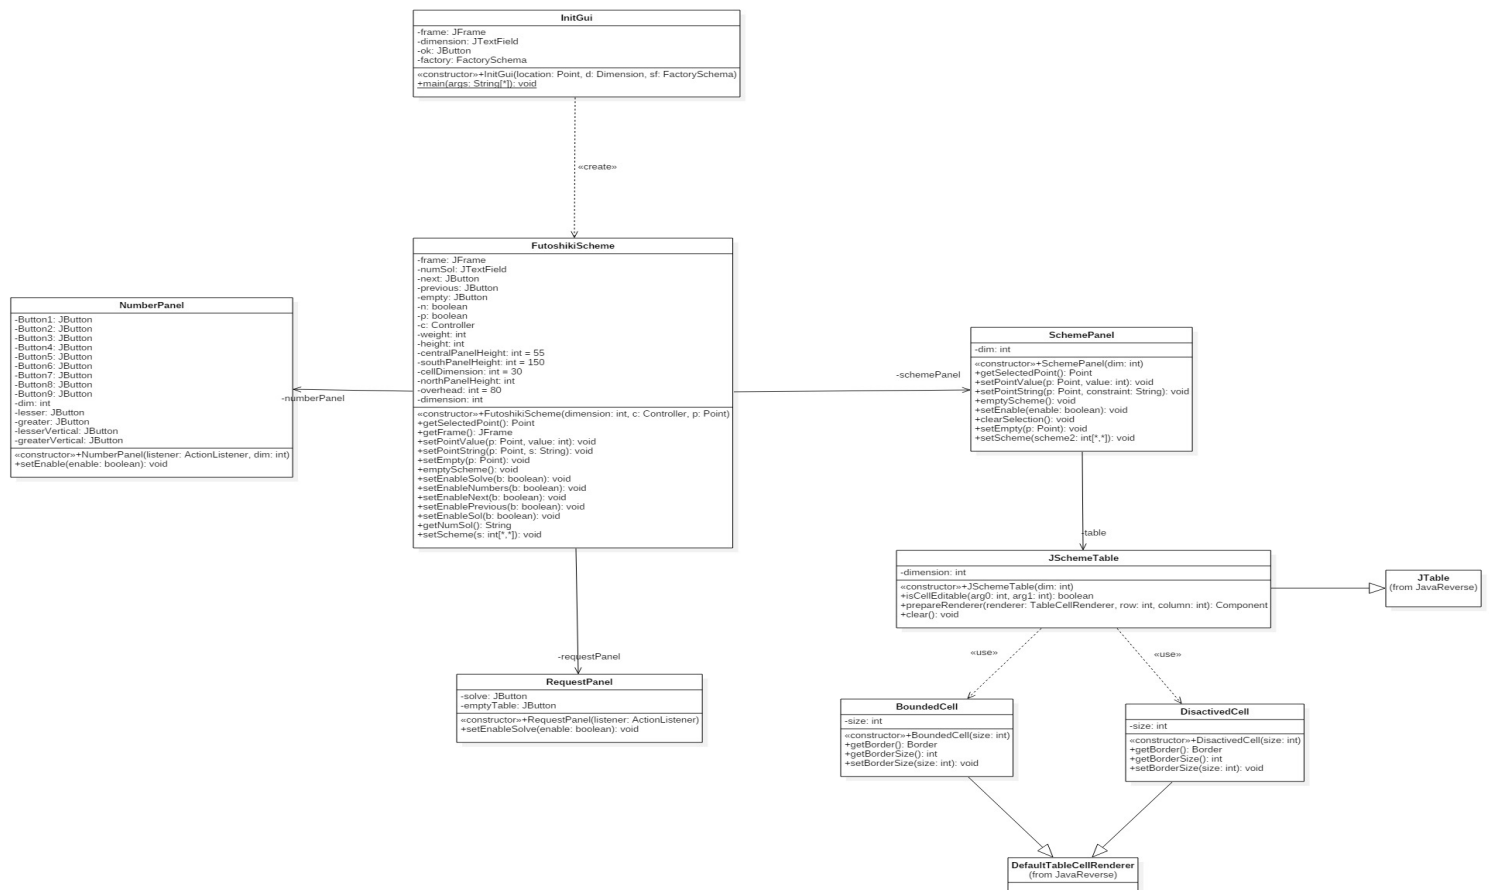 InitGui
-frame: JFrame
-dimension: JTextField
-ok: JButton
-factory: FactorySchema
«constructor»+InitGui(location: Point, d: Dimension, sf: FactorySchema)
+main(args: String[*]): void
«create»
FutoshikiScheme
-frame: JFrame
-numSol: JTextField
-next: JButton
-previous: JButton
-empty: JButton
-n: boolean
-p: boolean
-c: Controller
-weight: int
-height: int
-centralPanelHeight: int = 55
-southPanelHeight: int = 150
-cellDimension: int = 30
-northPanelHeight: int
-overhead: int = 80
-dimension: int
«constructor»+FutoshikiScheme(dimension: int, c: Controller, p: Point)
+getSelectedPoint(): Point
+getFrame(): JFrame
+setPointValue(p: Point, value: int): void
+setPointString(p: Point, s: String): void
+setEmpty(p: Point): void
+emptyScheme(): void
+setEnableSolve(b: boolean): void
+setEnableNumbers(b: boolean): void
+setEnableNext(b: boolean): void
+setEnablePrevious(b: boolean): void
+setEnableSol(b: boolean): void
+getNumSol(): String
+setScheme(s: int[*,*]): void
NumberPanel
-Button1: JButton
-Button2: JButton
-Button3: JButton
-Button4: JButton
-Button5: JButton
-Button6: JButton
-Button7: JButton
-Button8: JButton
-Button9: JButton
-dim: int
-lesser: JButton
-greater: JButton
-lesserVertical: JButton
-greaterVertical: JButton
«constructor»+NumberPanel(listener: ActionListener, dim: int)
+setEnable(enable: boolean): void
-numberPanel
-schemePanel
SchemePanel
-dim: int
«constructor»+SchemePanel(dim: int)
+getSelectedPoint(): Point
+setPointValue(p: Point, value: int): void
+setPointString(p: Point, constraint: String): void
+emptyScheme(): void
+setEnable(enable: boolean): void
+clearSelection(): void
+setEmpty(p: Point): void
+setScheme(scheme2: int[*,*]): void
-table
JSchemeTable
-dimension: int
«constructor»+JSchemeTable(dim: int)
+isCellEditable(arg0: int, arg1: int): boolean
+prepareRenderer(renderer: TableCellRenderer, row: int, column: int): Component
+clear(): void
JTable
(from JavaReverse)
-requestPanel
RequestPanel
-solve: JButton
-emptyTable: JButton
«constructor»+RequestPanel(listener: ActionListener)
+setEnableSolve(enable: boolean): void
«use»
«use»
BoundedCell
-size: int
«constructor»+BoundedCell(size: int)
+getBorder(): Border
+getBorderSize(): int
+setBorderSize(size: int): void
DisactivedCell
-size: int
«constructor»+DisactivedCell(size: int)
+getBorder(): Border
+getBorderSize(): int
+setBorderSize(size: int): void
DefaultTableCellRenderer
(from JavaReverse)